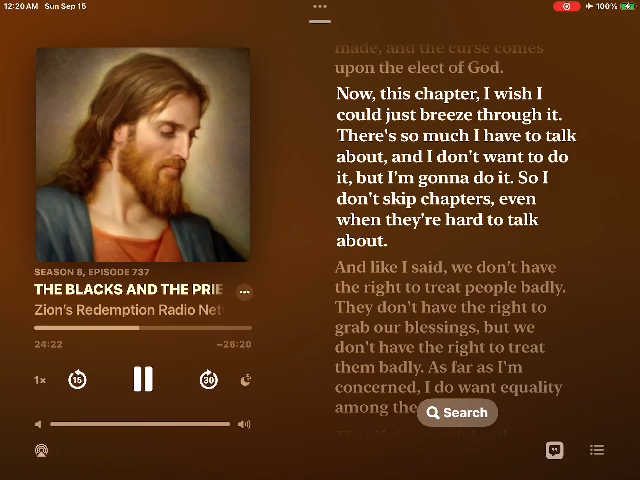 12:20 AM Sun Sep 15
100%
made, and the curse comes
upon the elect of God.
Now, this chapter, I wish I
could just breeze through it.
There's so much I have to talk
about, and I don't want to do
it, but I'm gonna do it. So I
don't skip chapters, even
when they're hard to talk
about.
And like I said, we don't have
the right to treat people badly.
They don't have the right to
grab our blessings, but we
don't have the right to treat
them badly. As far as I'm
concerned, I do want equality
among the
Search
SEASON 8, EPISODE 737
THE BLACKS AND THE PRIE
Zion's Redemption Radio Net
24:22
-26:20
1×
15
30